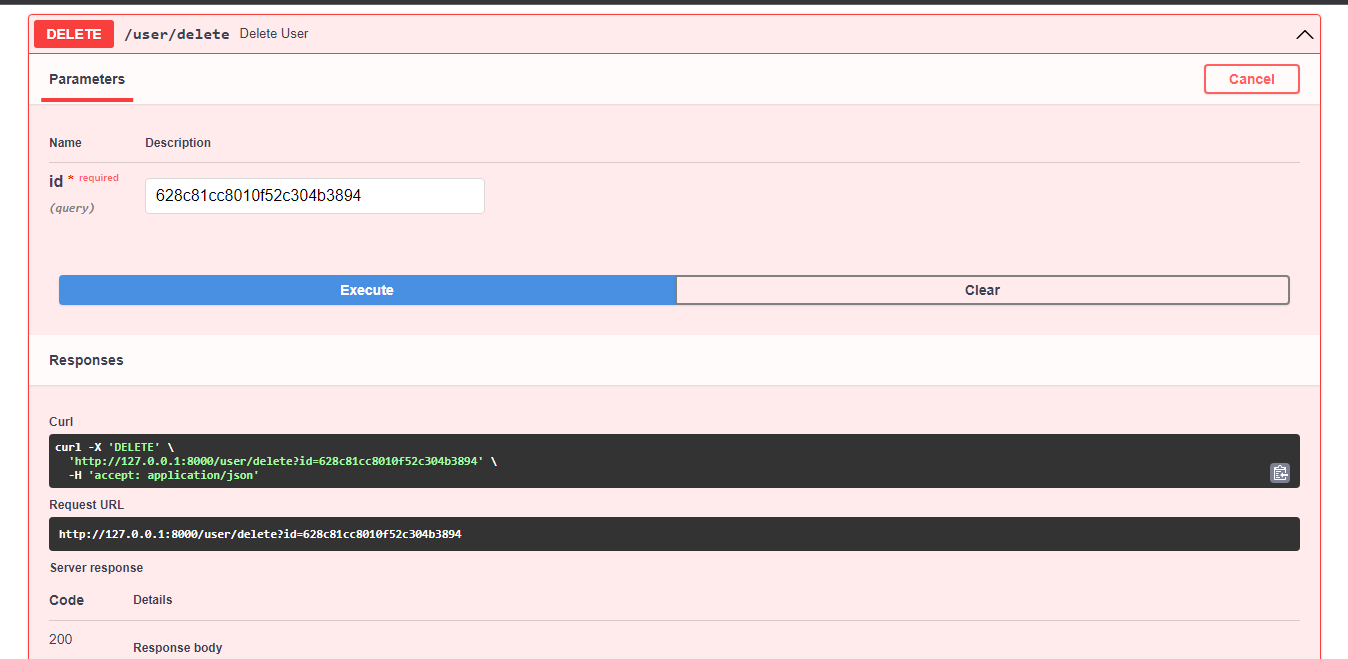 DELETE /user/delete Delete User
Parameters Cancel
Name Description
id * required
(query)
628c81cc8010f52c304b3894
Execute Clear
Responses
Curl
curl -X 'DELETE' \
'http://127.0.0.1:8000/user/delete?id=628c81cc8010f52c304b3894' \
-H 'accept: application/json'
Request URL
http://127.0.0.1:8000/user/delete?id=628c81cc8010f52c304b3894
Server response
Code Details
200
Response body